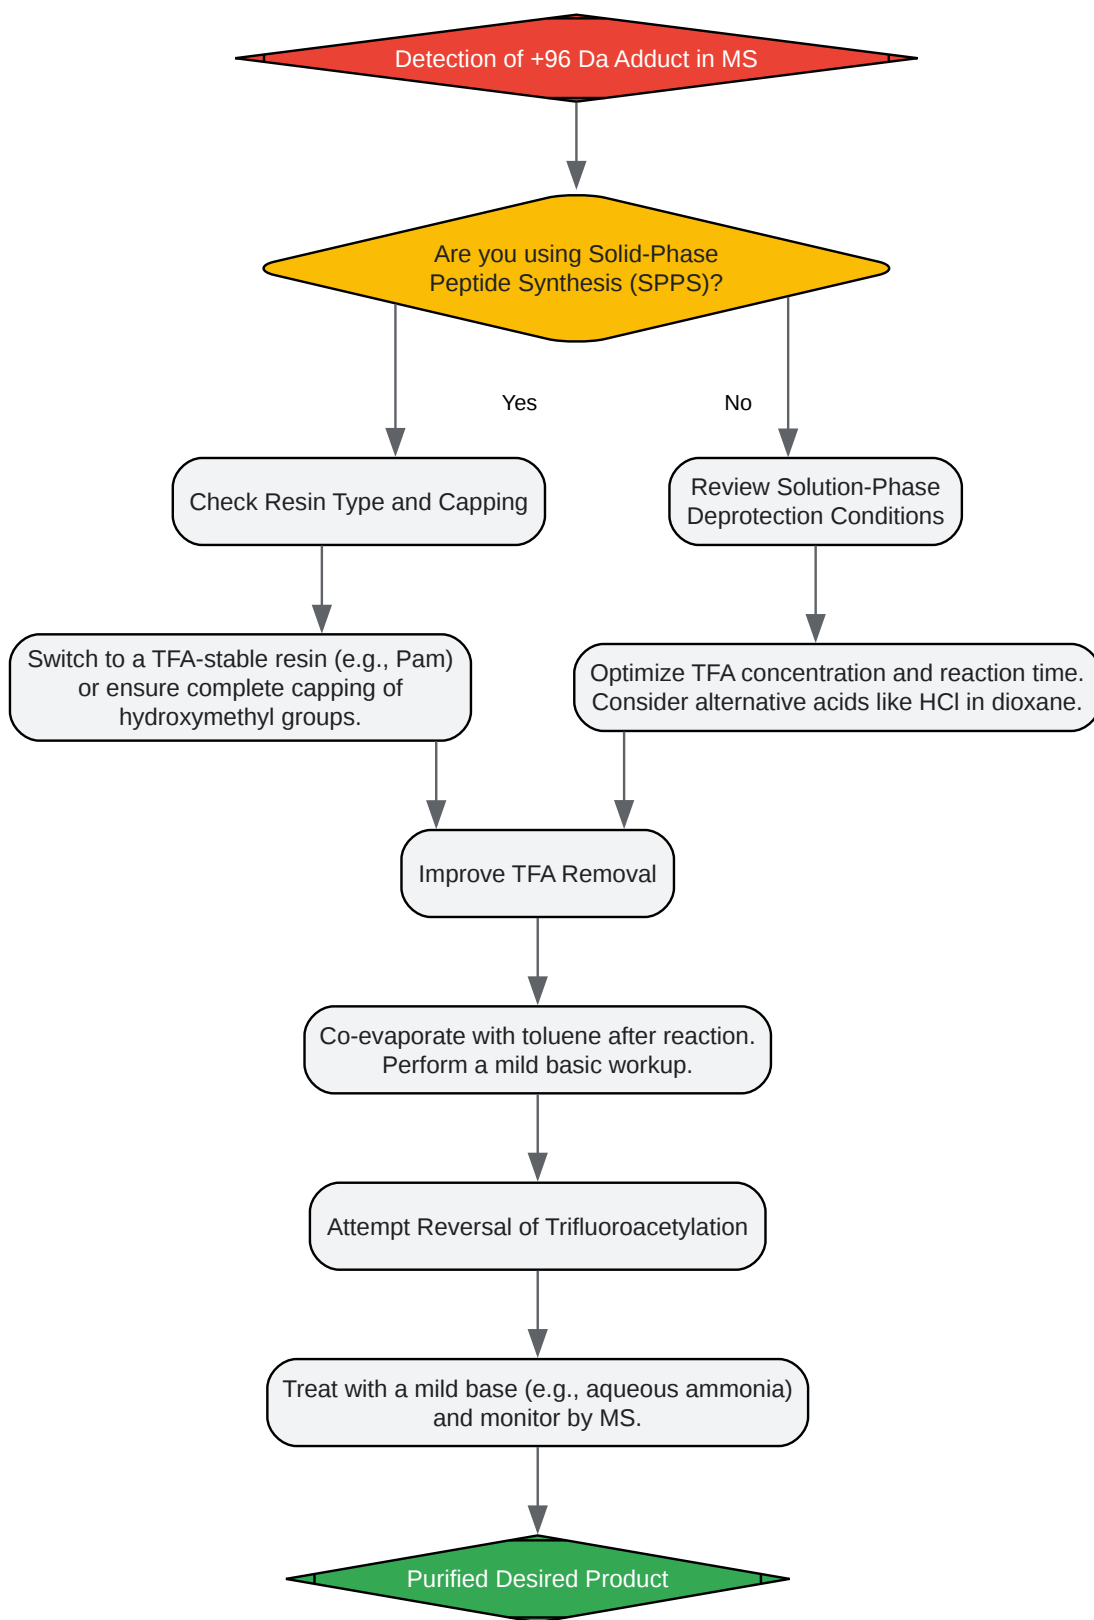 Detection of +96 Da Adduct in MS
Are you using Solid-Phase
Peptide Synthesis (SPPS)?
Yes
No
Check Resin Type and Capping
Review Solution-Phase
Deprotection Conditions
Switch to a TFA-stable resin (e.g., Pam)
or ensure complete capping of
hydroxymethyl groups.
Optimize TFA concentration and reaction time.
Consider alternative acids like HCl in dioxane.
Improve TFA Removal
Co-evaporate with toluene after reaction.
Perform a mild basic workup.
Attempt Reversal of Trifluoroacetylation
Treat with a mild base (e.g., aqueous ammonia)
and monitor by MS.
Purified Desired Product